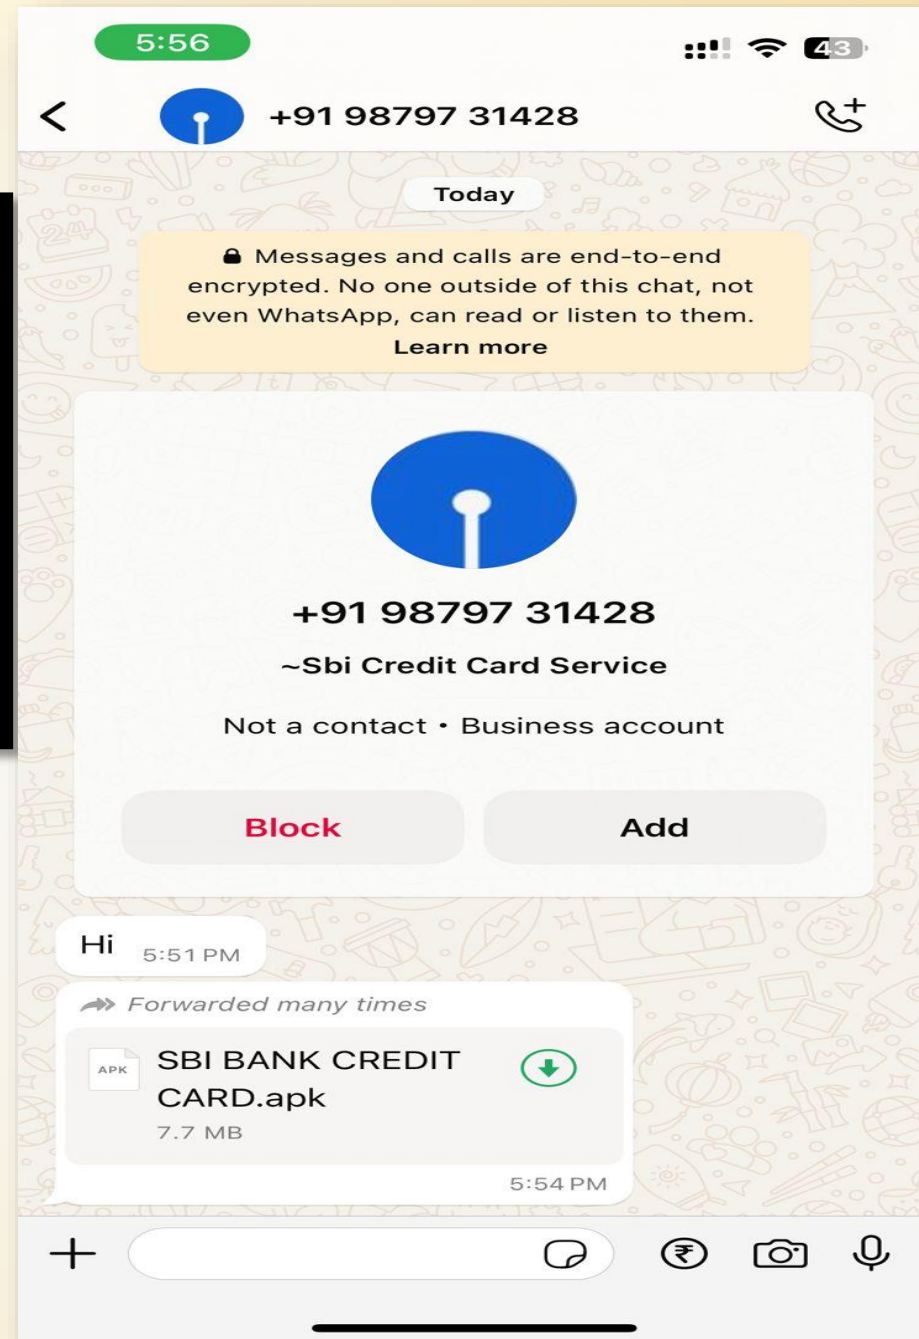 5:56
43
+91 98797 31428
Today
Messages and calls are end-to-end
encrypted. No one outside of this chat, not
even WhatsApp, can read or listen to them.
Learn more
+91 98797 31428
~Sbi Credit Card Service
Not a contact • Business account
Block
Add
Hi 5:51 PM
Forwarded many times
APK
SBI BANK CREDIT
CARD.apk
7.7 MB
5:54 PM
₹